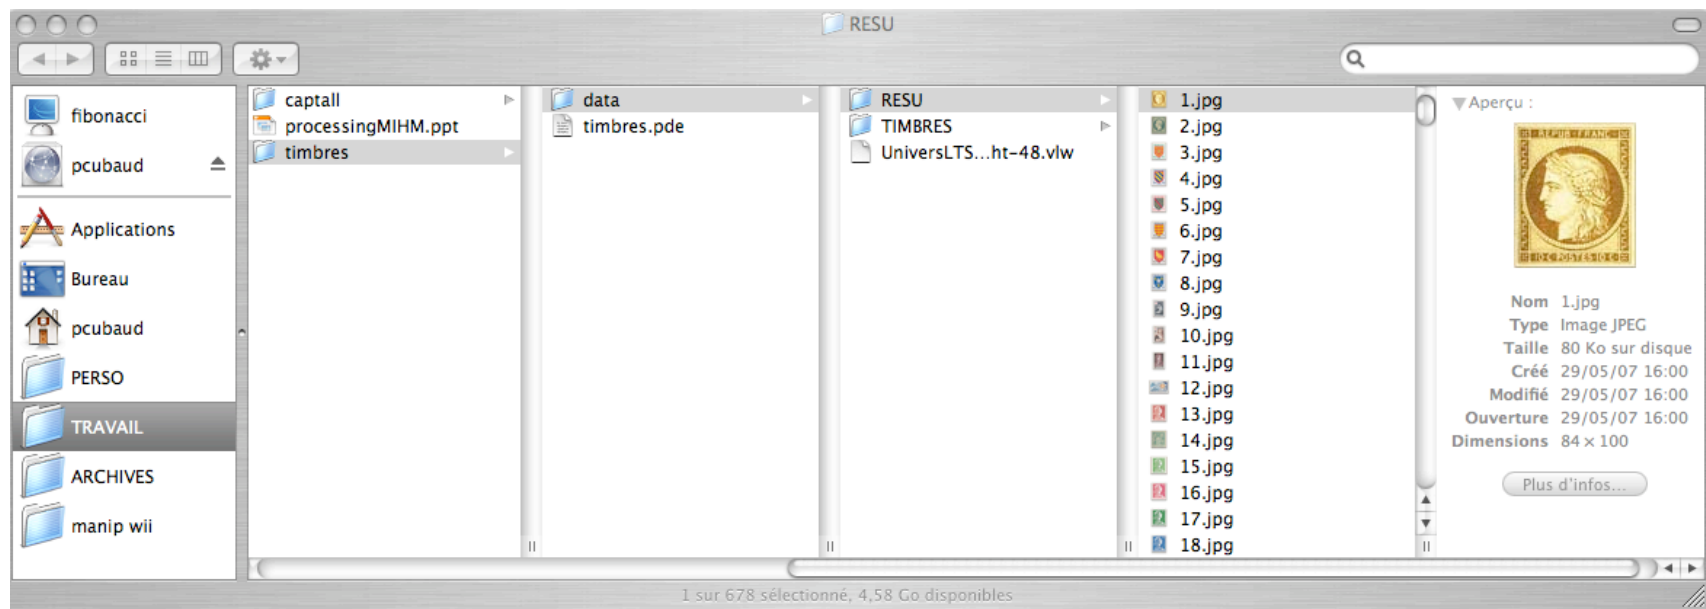 RESU
fibonacci
pcubaud
Applications
Bureau
pcubaud
PERSO
TRAVAIL
ARCHIVES
manip wii
captall
processingMIHM.ppt
timbres
data
timbres.pde
RESU
TIMBRES
UniversLTS...ht-48.vlw
1.jpg
2.jpg
3.jpg
4.jpg
5.jpg
6.jpg
7.jpg
8.jpg
9.jpg
10.jpg
11.jpg
12.jpg
13.jpg
14.jpg
15.jpg
16.jpg
17.jpg
18.jpg
Aperçu :
REPUB FRANC
10 C POSTES 10 C
Nom 1.jpg
Type Image JPEG
Taille 80 Ko sur disque
Créé 29/05/07 16:00
Modifié 29/05/07 16:00
Ouverture 29/05/07 16:00
Dimensions 84 × 100
Plus d'infos...
1 sur 678 sélectionné, 4,58 Go disponibles